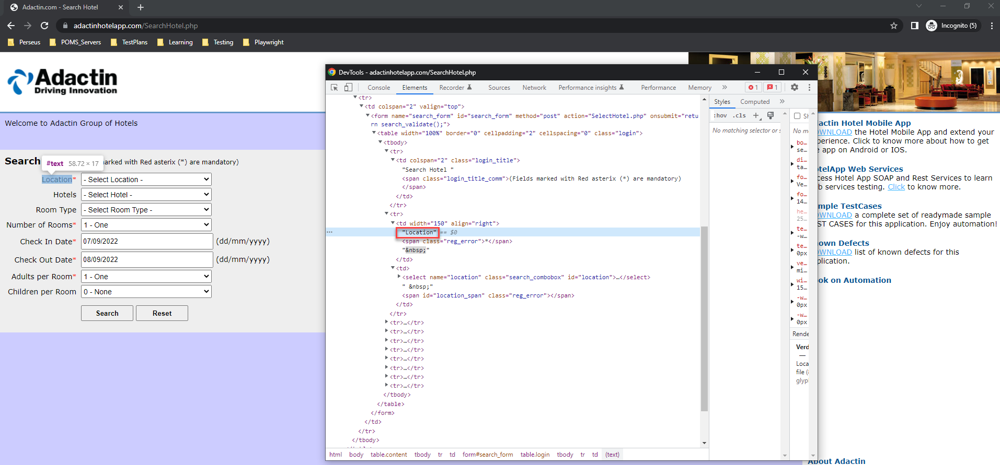 Adactin.com - Search Hotel
adactinhotelapp.com/SearchHotel.php
Incognito (5)
Perseus POMS_Servers TestPlans Learning Testing Playwright
Adactin
Driving Innovation
Welcome to Adactin Group of Hotels
Search
arked with Red asterix (*) are mandatory)
#text 58.72 × 17
Location* - Select Location -
Hotels - Select Hotel -
Room Type - Select Room Type -
Number of Rooms* 1 - One
Check In Date* 07/09/2022 (dd/mm/yyyy)
Check Out Date* 08/09/2022 (dd/mm/yyyy)
Adults per Room* 1 - One
Children per Room 0 - None
Search Reset
DevTools - adactinhotelapp.com/SearchHotel.php
Console Elements Recorder Sources Network Performance insights Performance Memory » 1 1
<tr>
<td colspan="2" valign="top">
<form name="search_form" id="search_form" method="post" action="SelectHotel.php" onsubmit="retu
rn search_validate();">
<table width="100%" border="0" cellpadding="2" cellspacing="0" class="login">
<tbody>
<tr>
<td colspan="2" class="login_title">
"Search Hotel "
<span class="login_title_comm">(Fields marked with Red asterix (*) are mandatory)
</span>
</td>
</tr>
<tr>
<td width="150" align="right">
"Location" == $0
<span class="reg_error">*</span>
"&nbsp;"
</td>
<td>
<select name="location" class="search_combobox" id="location">…</select>
" &nbsp;"
<span id="location_span" class="reg_error"></span>
</td>
</tr>
<tr>…</tr>
<tr>…</tr>
<tr>…</tr>
<tr>…</tr>
<tr>…</tr>
<tr>…</tr>
<tr>…</tr>
<tr>…</tr>
</tbody>
</table>
</form>
</td>
</tr>
</tbody>
html body table.content tbody tr td form#search_form table.login tbody tr td (text)
Styles Computed »
:hov .cls +
No matching selector or s
Sh
No m
bo…
se…
di…
ta…
fo…
Ve…
fo…
14…
he…
25…
te…
-w…
te…
0px
ve…
mi…
wi…
15…
-w…
0px
-w…
0px
Rende
Verd
—
Loca
file (
glyp
actin Hotel Mobile App
OWNLOAD the Hotel Mobile App and extend your
perience. Click to know more about how to get
e app on Android or IOS.
otelApp Web Services
cess Hotel App SOAP and Rest Services to learn
b services testing. Click to know more.
mple TestCases
OWNLOAD a complete set of readymade sample
ST CASES for this application. Enjoy automation!
own Defects
OWNLOAD list of known defects for this
plication.
ok on Automation
About Adactin